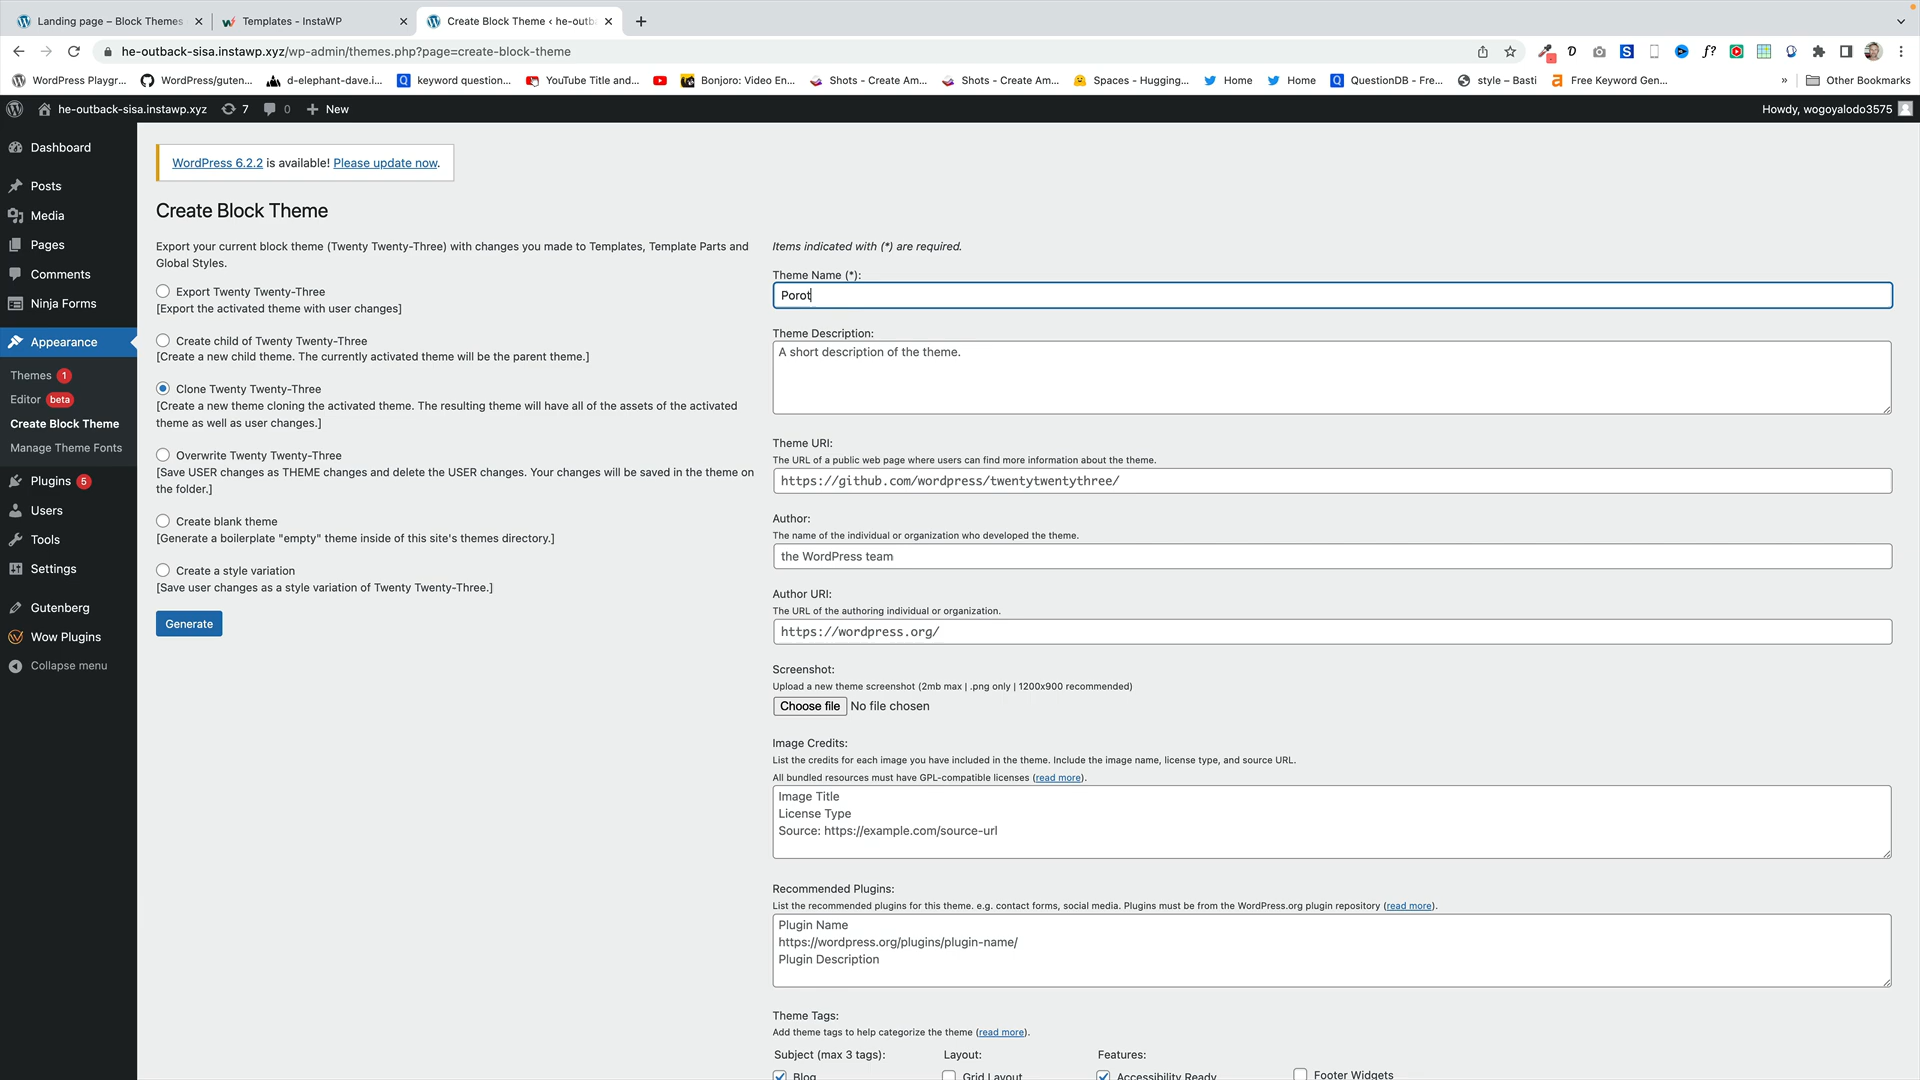 Landing page – Block Themes
Templates - InstaWP
Create Block Theme ‹ he-outb
he-outback-sisa.instawp.xyz/wp-admin/themes.php?page=create-block-theme
WordPress Playgr...
WordPress/guten...
d-elephant-dave.i...
keyword question...
YouTube Title and...
Bonjoro: Video En...
Shots - Create Am...
Shots - Create Am...
Spaces - Hugging...
Home
Home
QuestionDB - Fre...
style – Basti
Free Keyword Gen...
»
Other Bookmarks
he-outback-sisa.instawp.xyz
7
0
New
Howdy, wogoyalodo3575
Dashboard
Posts
Media
Pages
Comments
Ninja Forms
Appearance
Themes 1
Editor beta
Create Block Theme
Manage Theme Fonts
Plugins 5
Users
Tools
Settings
Gutenberg
Wow Plugins
Collapse menu
WordPress 6.2.2 is available! Please update now.
Create Block Theme
Export your current block theme (Twenty Twenty-Three) with changes you made to Templates, Template Parts and
Global Styles.
Export Twenty Twenty-Three
[Export the activated theme with user changes]
Create child of Twenty Twenty-Three
[Create a new child theme. The currently activated theme will be the parent theme.]
Clone Twenty Twenty-Three
[Create a new theme cloning the activated theme. The resulting theme will have all of the assets of the activated
theme as well as user changes.]
Overwrite Twenty Twenty-Three
[Save USER changes as THEME changes and delete the USER changes. Your changes will be saved in the theme on
the folder.]
Create blank theme
[Generate a boilerplate "empty" theme inside of this site's themes directory.]
Create a style variation
[Save user changes as a style variation of Twenty Twenty-Three.]
Generate
Items indicated with (*) are required.
Theme Name (*):
Porot
Theme Description:
A short description of the theme.
Theme URI:
The URL of a public web page where users can find more information about the theme.
https://github.com/wordpress/twentytwentythree/
Author:
The name of the individual or organization who developed the theme.
the WordPress team
Author URI:
The URL of the authoring individual or organization.
https://wordpress.org/
Screenshot:
Upload a new theme screenshot (2mb max | .png only | 1200x900 recommended)
Choose file No file chosen
Image Credits:
List the credits for each image you have included in the theme. Include the image name, license type, and source URL.
All bundled resources must have GPL-compatible licenses (read more).
Image Title
License Type
Source: https://example.com/source-url
Recommended Plugins:
List the recommended plugins for this theme. e.g. contact forms, social media. Plugins must be from the WordPress.org plugin repository (read more).
Plugin Name
https://wordpress.org/plugins/plugin-name/
Plugin Description
Theme Tags:
Add theme tags to help categorize the theme (read more).
Subject (max 3 tags):
Layout:
Features:
Blog
Grid Layout
Accessibility Ready
Footer Widgets